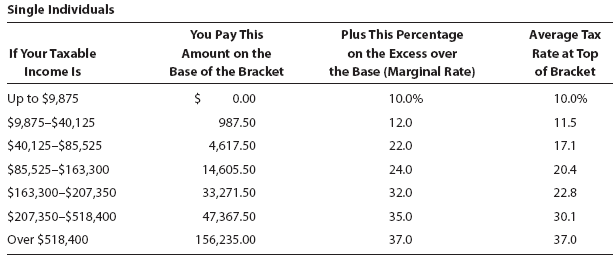 Single Individuals
You Pay This Plus This Percentage Average Tax
If Your Taxable Amount on the on the Excess over Rate at Top
Income Is Base of the Bracket the Base (Marginal Rate) of Bracket
Up to $9,875 $ 0.00 10.0% 10.0%
$9,875–$40,125 987.50 12.0 11.5
$40,125–$85,525 4,617.50 22.0 17.1
$85,525–$163,300 14,605.50 24.0 20.4
$163,300–$207,350 33,271.50 32.0 22.8
$207,350–$518,400 47,367.50 35.0 30.1
Over $518,400 156,235.00 37.0 37.0